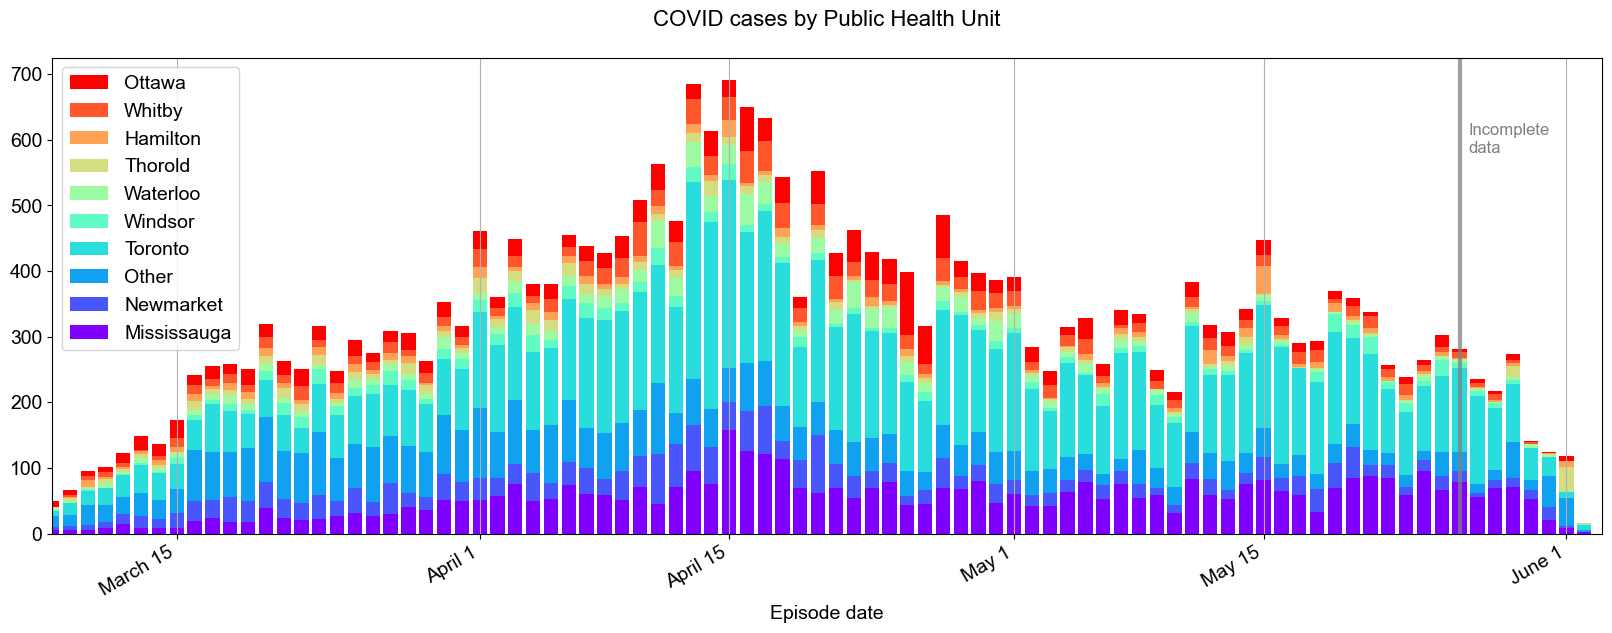 COVID cases by Public Health Unit
700
600
500
400
300
200
100
0
Ottawa
Whitby
Hamilton
Thorold
Waterloo
Windsor
Toronto
Other
Newmarket
Mississauga
Incomplete
data
March 15
April 1
April 15
May 1
May 15
June 1
Episode date